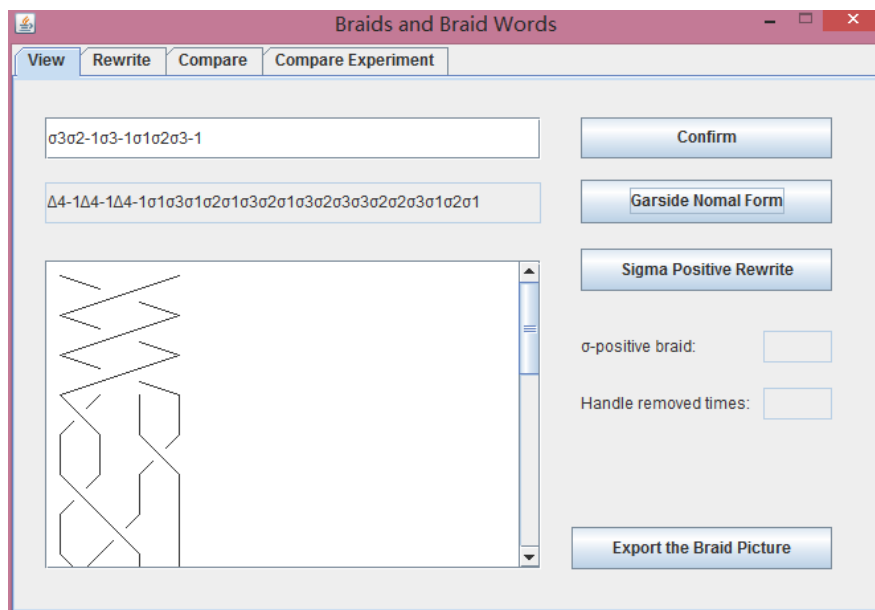 Braids and Braid Words
View Rewrite Compare Compare Experiment
σ3σ2-1σ3-1σ1σ2σ3-1
Confirm
Δ4-1Δ4-1Δ4-1σ1σ3σ1σ2σ1σ3σ2σ1σ3σ2σ3σ3σ2σ2σ3σ1σ2σ1
Garside Nomal Form
Sigma Positive Rewrite
σ-positive braid:
Handle removed times:
Export the Braid Picture